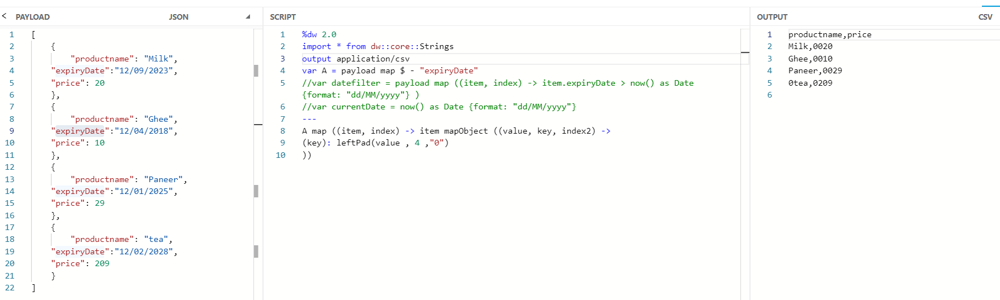 < PAYLOAD JSON
1 [
2 {
3 "productname": "Milk",
4 "expiryDate":"12/09/2023",
5 "price": 20
6 },
7 {
8 "productname": "Ghee",
9 "expiryDate":"12/04/2018",
10 "price": 10
11 },
12 {
13 "productname": "Paneer",
14 "expiryDate":"12/01/2025",
15 "price": 29
16 },
17 {
18 "productname": "tea",
19 "expiryDate":"12/02/2028",
20 "price": 209
21 }
22 ]
SCRIPT
1 %dw 2.0
2 import * from dw::core::Strings
3 output application/csv
4 var A = payload map $ - "expiryDate"
5 //var datefilter = payload map ((item, index) -> item.expiryDate > now() as Date
{format: "dd/MM/yyyy"} )
6 //var currentDate = now() as Date {format: "dd/MM/yyyy"}
7 ---
8 A map ((item, index) -> item mapObject ((value, key, index2) ->
9 (key): leftPad(value , 4 ,"0")
10 ))
OUTPUT CSV
1 productname,price
2 Milk,0020
3 Ghee,0010
4 Paneer,0029
5 0tea,0209
6